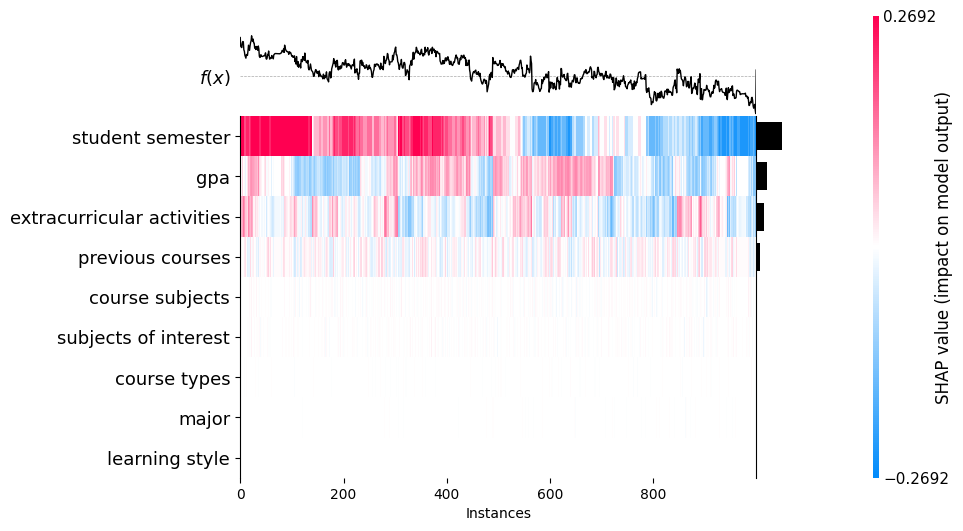 f(x)
student semester
gpa
extracurricular activities
previous courses
course subjects
subjects of interest
course types
major
learning style
0 200 400 600 800
Instances
0.2692
SHAP value (impact on model output)
−0.2692